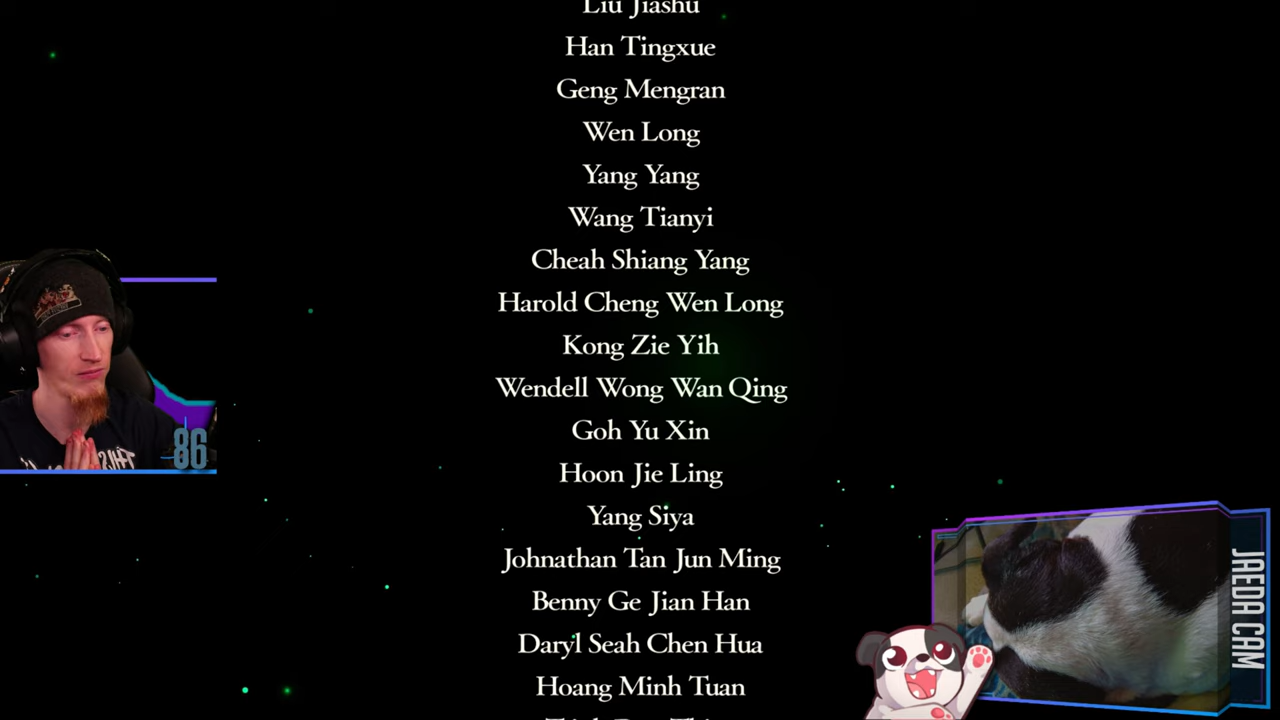 Liu Jiashu
Han Tingxue
Geng Mengran
Wen Long
Yang Yang
Wang Tianyi
Cheah Shiang Yang
Harold Cheng Wen Long
Kong Zie Yih
Wendell Wong Wan Qing
Goh Yu Xin
Hoon Jie Ling
Yang Siya
Johnathan Tan Jun Ming
Benny Ge Jian Han
Daryl Seah Chen Hua
Hoang Minh Tuan
86
JAEDA CAM